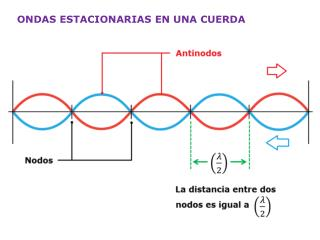 ONDAS ESTACIONARIAS EN UNA CUERDA
Antinodos
Nodos
(λ/2)
La distancia entre dos
nodos es igual a (λ/2)